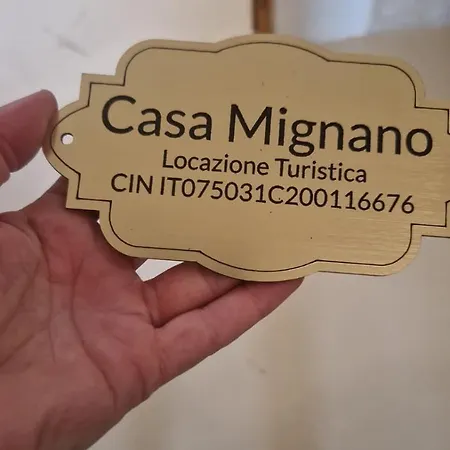 Casa Mignano
Locazione Turistica
CIN IT075031C200116676